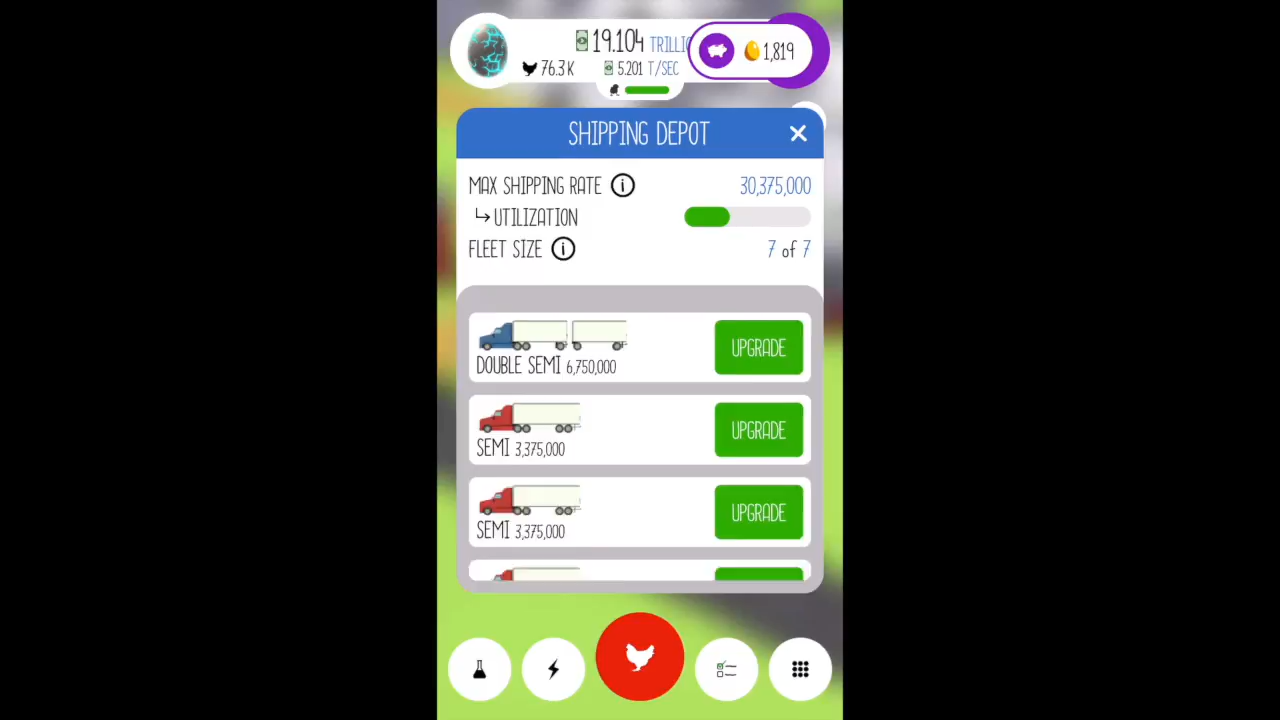 19.104 TRILLIO
1,819
76.3K
5.201 T/SEC
SHIPPING DEPOT
MAX SHIPPING RATE i 30,375,000
UTILIZATION
FLEET SIZE i 7 of 7
UPGRADE
DOUBLE SEMI 6,750,000
UPGRADE
SEMI 3,375,000
UPGRADE
SEMI 3,375,000